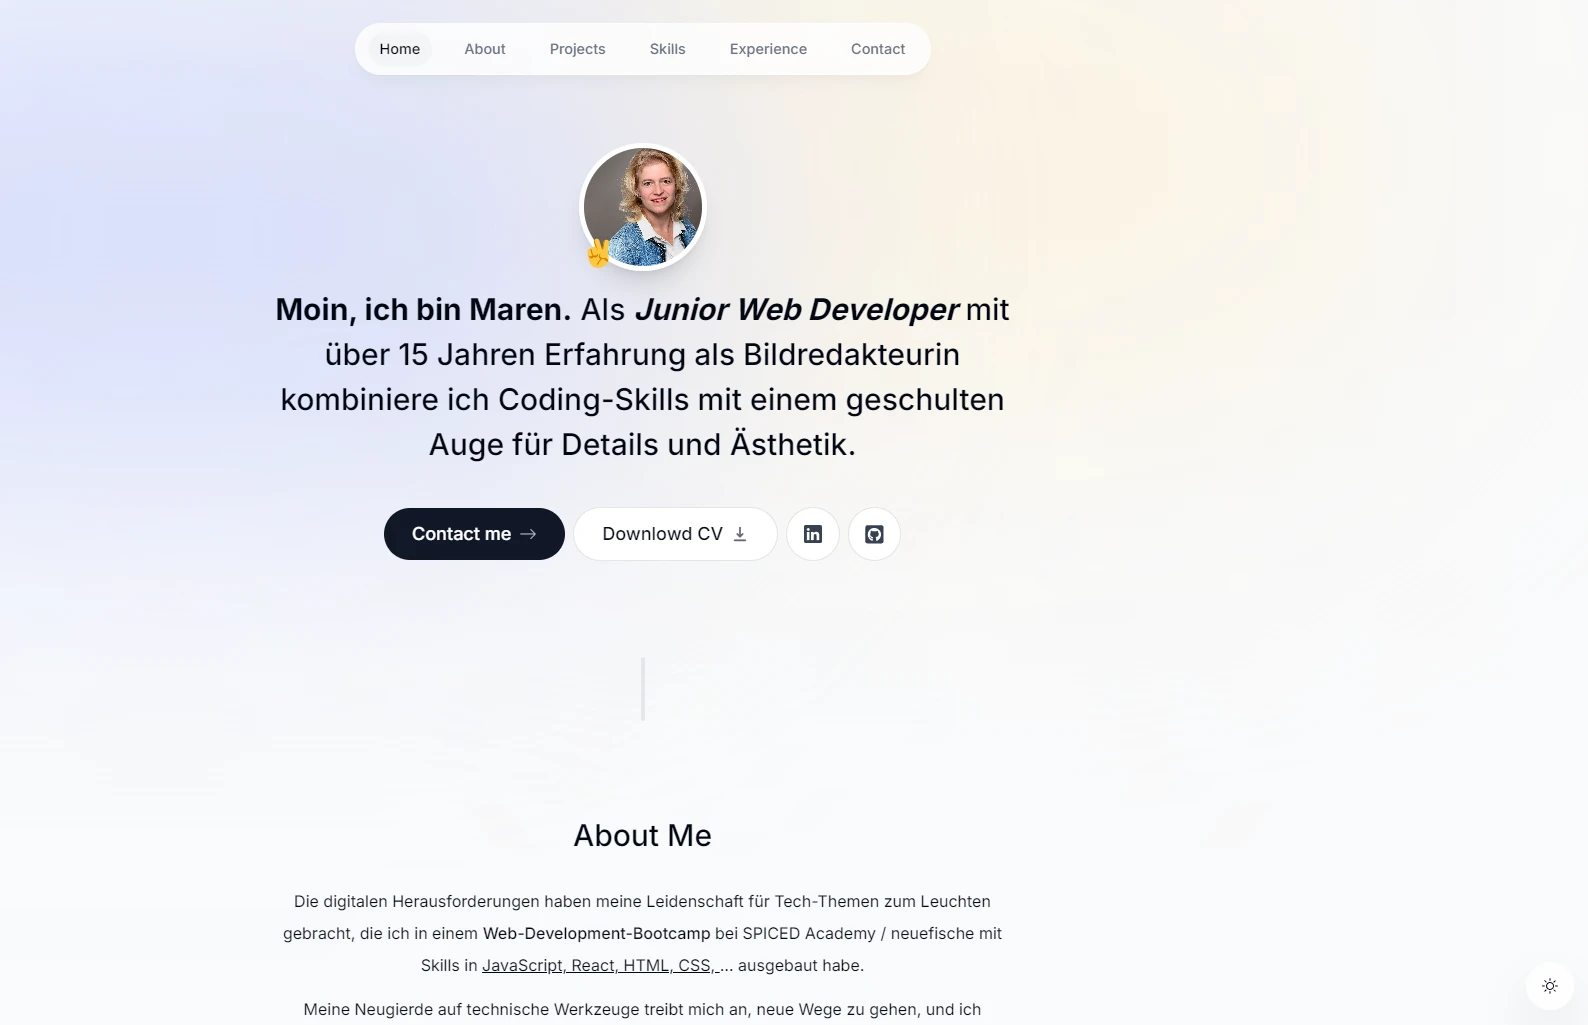 Home About Projects Skills Experience Contact
Moin, ich bin Maren. Als Junior Web Developer mit
über 15 Jahren Erfahrung als Bildredakteurin
kombiniere ich Coding-Skills mit einem geschulten
Auge für Details und Ästhetik.
Contact me → Downlowd CV in
About Me
Die digitalen Herausforderungen haben meine Leidenschaft für Tech-Themen zum Leuchten
gebracht, die ich in einem Web-Development-Bootcamp bei SPICED Academy / neuefische mit
Skills in JavaScript, React, HTML, CSS, ... ausgebaut habe.
Meine Neugierde auf technische Werkzeuge treibt mich an, neue Wege zu gehen, und ich